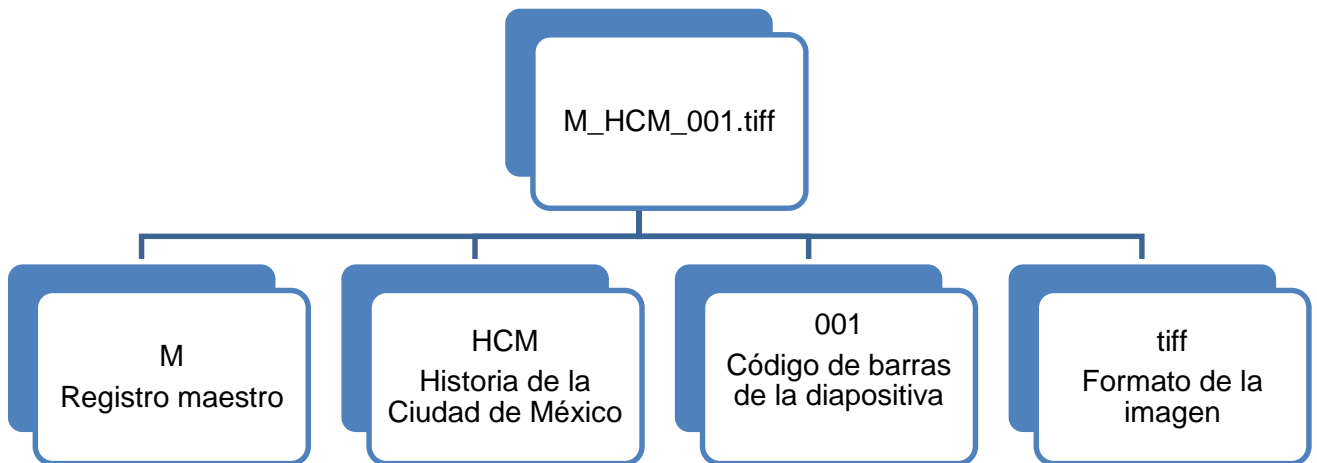 M_HCM_001.tiff
M
Registro maestro
HCM
Historia de la
Ciudad de México
001
Código de barras
de la diapositiva
tiff
Formato de la
imagen